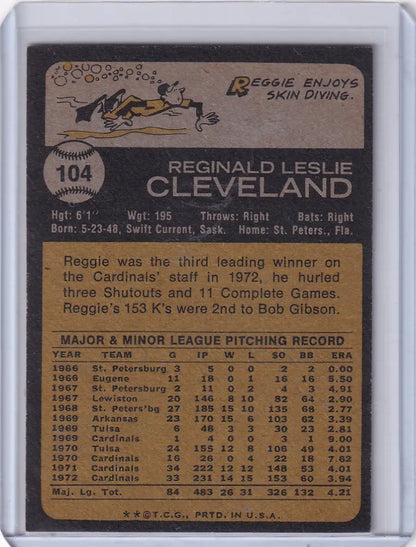 REGGIE ENJOYS
SKIN DIVING.
104
REGINALD LESLIE
CLEVELAND
Hgt: 6'1" Wgt: 195 Throws: Right Bats: Right
Born: 5-23-48, Swift Current, Sask. Home: St. Peters., Fla.
Reggie was the third leading winner on
the Cardinals' staff in 1972, he hurled
three Shutouts and 11 Complete Games.
Reggie's 153 K's were 2nd to Bob Gibson.
MAJOR & MINOR LEAGUE PITCHING RECORD
YEAR TEAM G IP W L SO BB ERA
1966 St. Petersburg 3 5 0 0 2 2 0.00
1966 Eugene 11 18 0 1 16 16 5.50
1967 St. Petersburg 2 11 0 2 4 3 4.91
1967 Lewiston 20 146 8 10 64 52 2.90
1968 St. Peters'bg 27 185 15 10 135 68 2.77
1969 Arkansas 23 170 15 6 103 62 3.39
1969 Tulsa 6 48 3 3 30 23 2.81
1969 Cardinals 1 4 0 0 3 1 9.00
1970 Tulsa 24 155 12 8 106 49 4.01
1970 Cardinals 16 26 0 4 22 18 7.62
1971 Cardinals 34 222 12 12 148 53 4.01
1972 Cardinals 33 231 14 15 153 60 3.94
Maj. Lg. Tot. 84 483 26 31 326 132 4.21
**©T.C.G., PRTD. IN U.S.A.